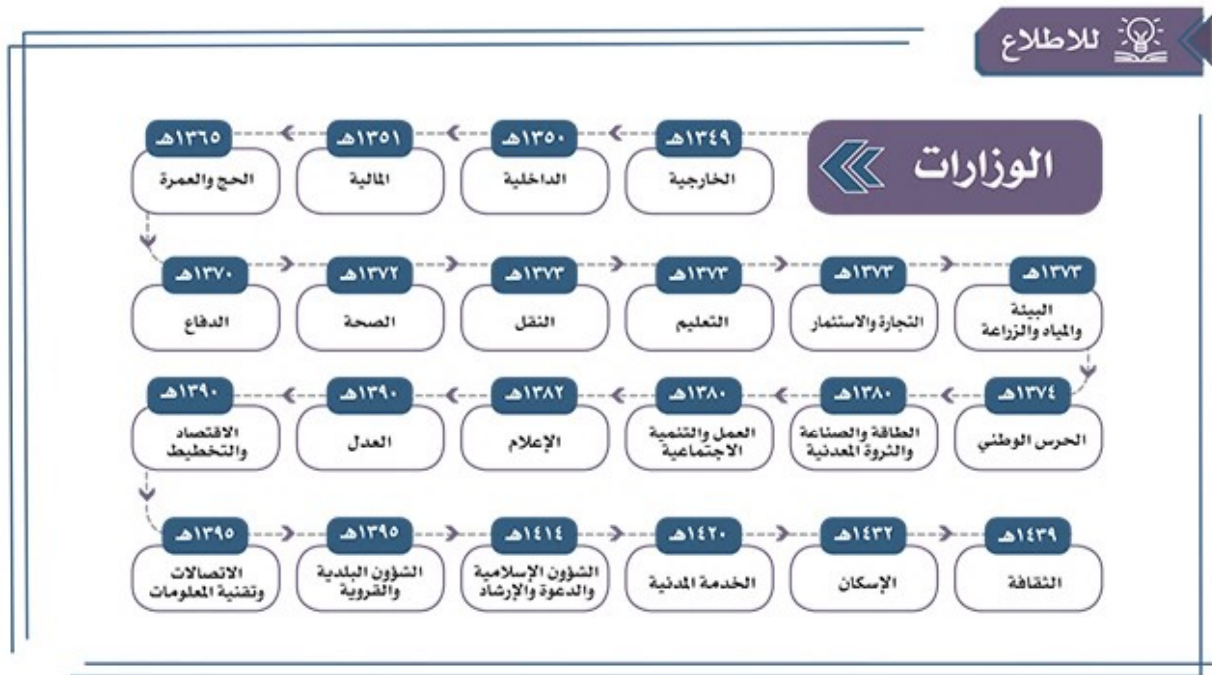 للاطلاع
الوزارات
١٣٤٩هـ
الخارجية
١٣٥٠هـ
الداخلية
١٣٥١هـ
المالية
١٣٦٥هـ
الحج والعمرة
١٣٧٠هـ
الدفاع
١٣٧٢هـ
الصحة
١٣٧٣هـ
النقل
١٣٧٣هـ
التعليم
١٣٧٣هـ
التجارة والاستثمار
١٣٧٣هـ
البيئة
والمياه والزراعة
١٣٧٤هـ
الحرس الوطني
١٣٨٠هـ
الطاقة والصناعة
والثروة المعدنية
١٣٨٠هـ
العمل والتنمية
الاجتماعية
١٣٨٢هـ
الإعلام
١٣٩٠هـ
العدل
١٣٩٠هـ
الاقتصاد
والتخطيط
١٣٩٥هـ
الاتصالات
وتقنية المعلومات
١٣٩٥هـ
الشؤون البلدية
والقروية
١٤١٤هـ
الشؤون الإسلامية
والدعوة والإرشاد
١٤٢٠هـ
الخدمة المدنية
١٤٣٢هـ
الإسكان
١٤٣٩هـ
الثقافة